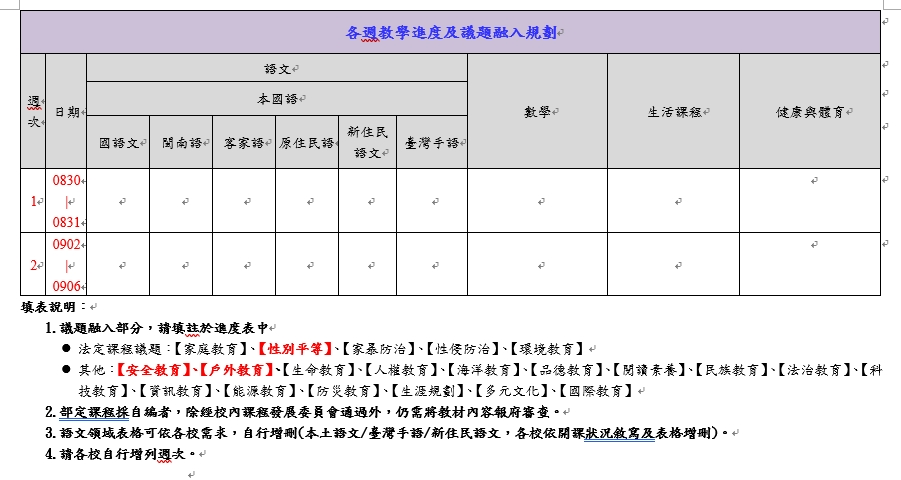 各週教學進度及議題融入規劃
週次 日期 語文 數學 生活課程 健康與體育
本國語
國語文 閩南語 客家語 原住民語 新住民語文 臺灣手語
1 0830 | 0831
2 0902 | 0906
填表說明：
1.議題融入部分，請填註於進度表中
● 法定課程議題：【家庭教育】、【性別平等】、【家暴防治】、【性侵防治】、【環境教育】
● 其他：【安全教育】、【戶外教育】、【生命教育】、【人權教育】、【海洋教育】、【品德教育】、【閱讀素養】、【民族教育】、【法治教育】、【科
技教育】、【資訊教育】、【能源教育】、【防災教育】、【生涯規劃】、【多元文化】、【國際教育】
2.部定課程採自編者，除經校內課程發展委員會通過外，仍需將教材內容報府審查。
3.語文領域表格可依各校需求，自行增刪(本土語文/臺灣手語/新住民語文，各校依開課狀況敘寫及表格增刪)。
4.請各校自行增列週次。